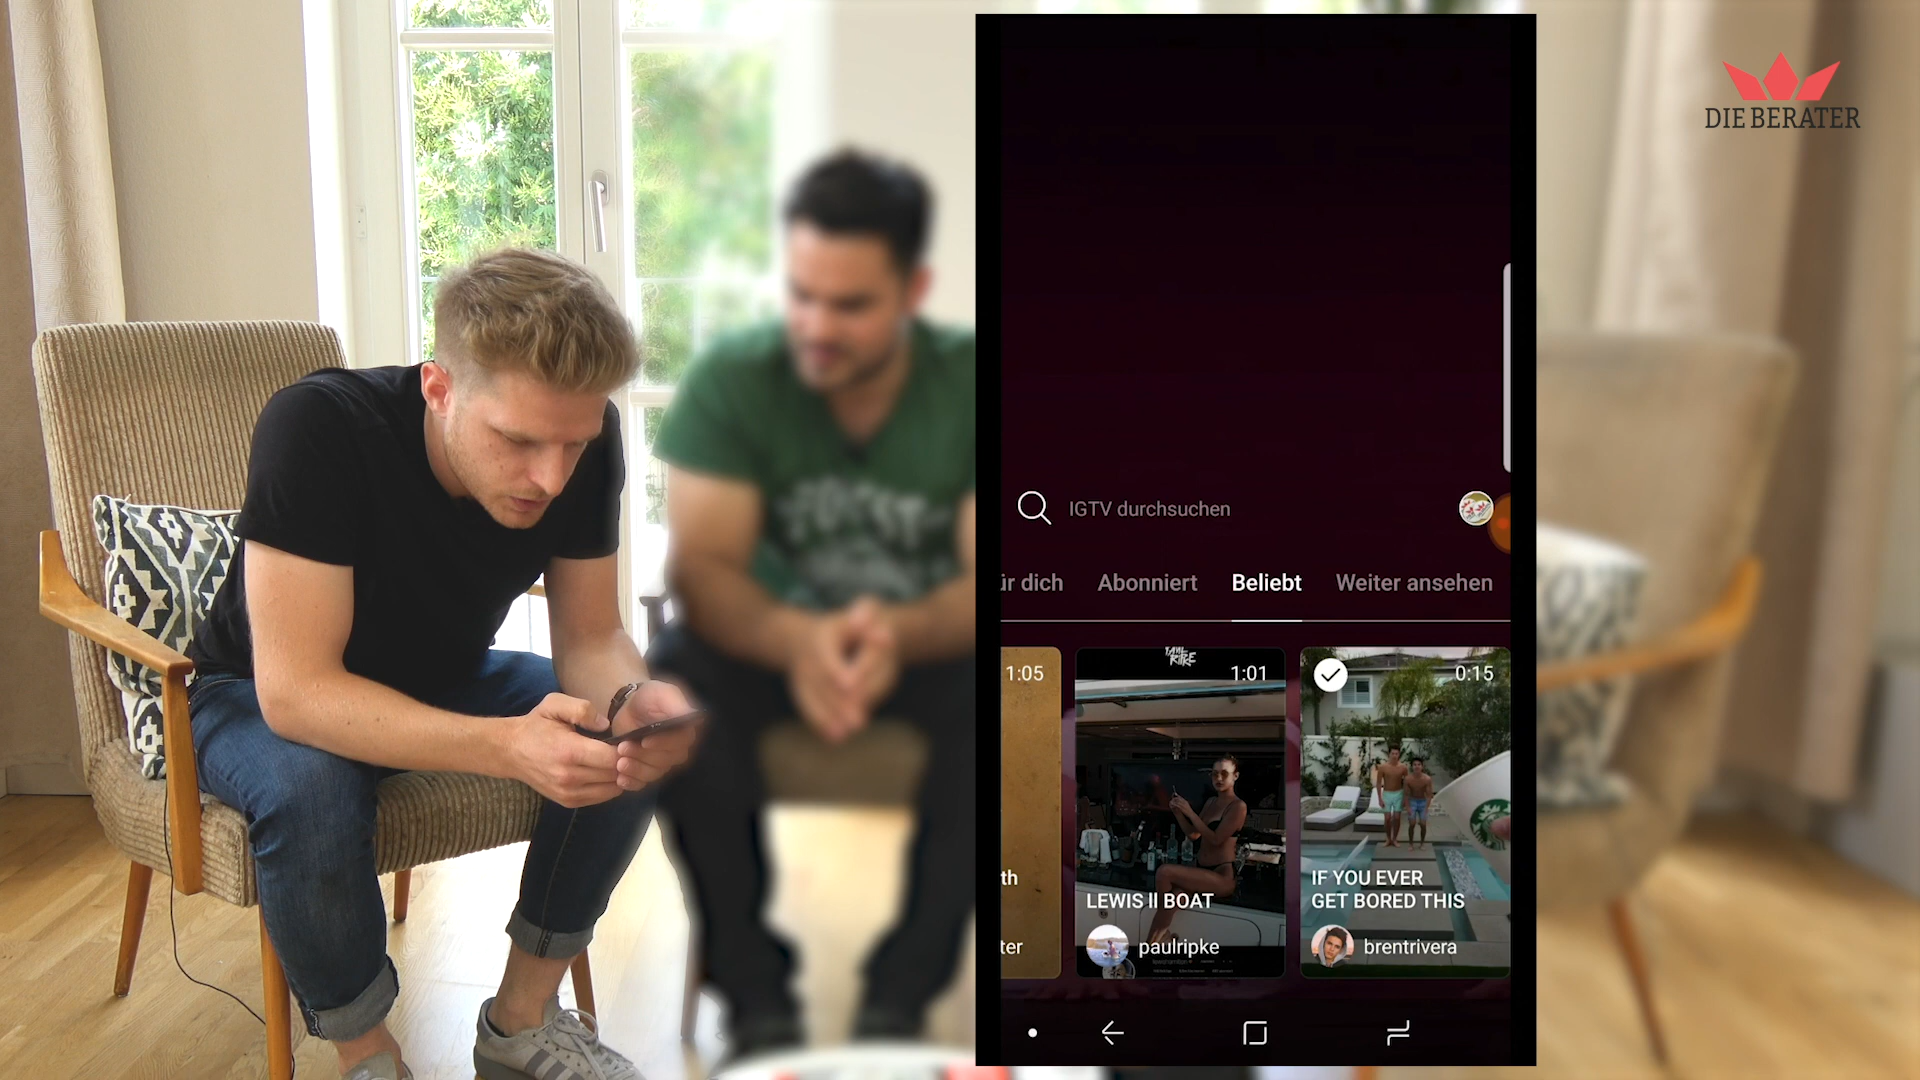 DIE BERATER
IGTV durchsuchen
ür dich Abonniert Beliebt Weiter ansehen
1:05
1:01
0:15
th
LEWIS II BOAT
IF YOU EVER
GET BORED THIS
ter
paulripke
brentrivera